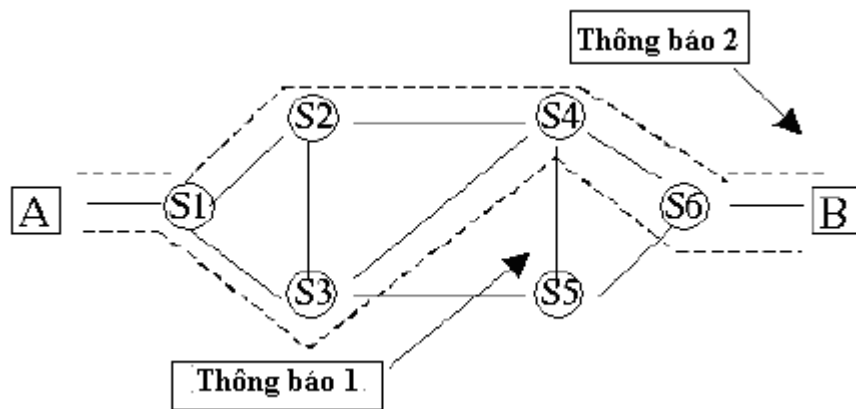 Thông báo 2
S2
S4
A
S1
S6
B
S3
S5
Thông báo 1